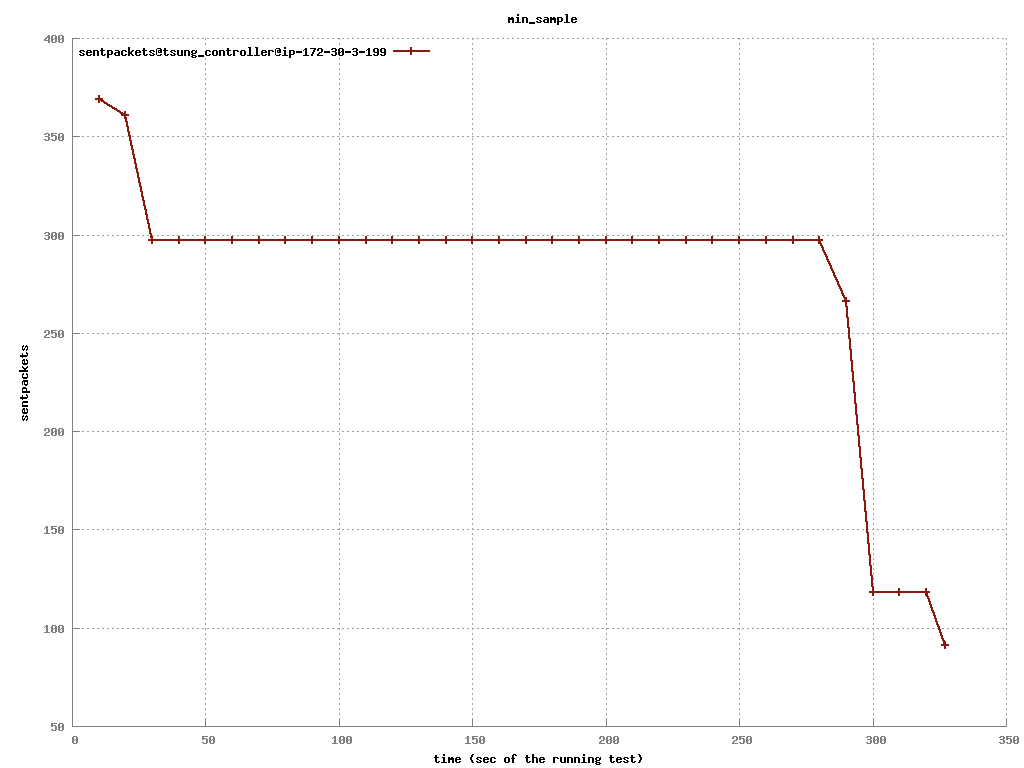 min_sample
400
sentpackets@tsung_controller@ip-172-30-3-199
350
300
250
sentpackets
200
150
100
50
0 50 100 150 200 250 300 350
time (sec of the running test)